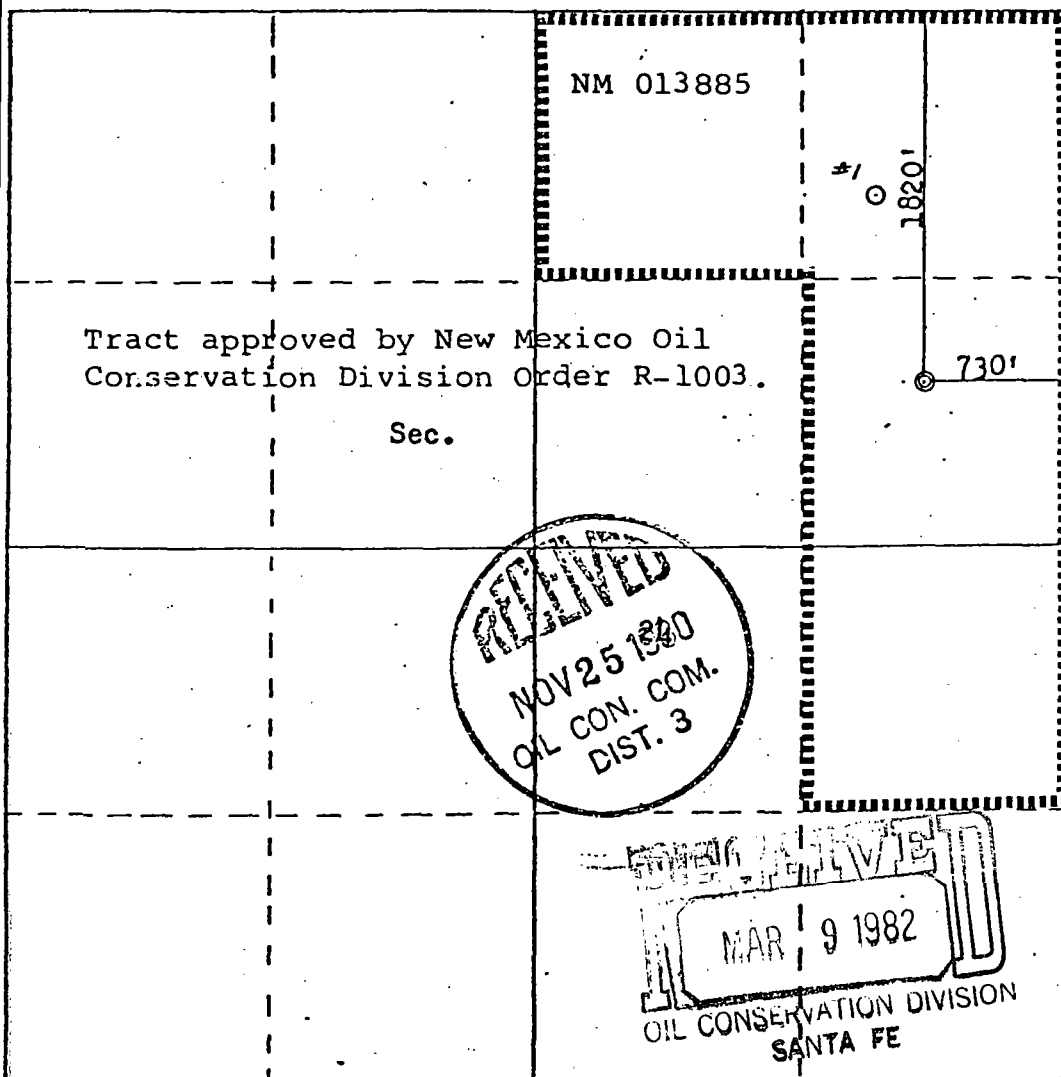 NM 013885
#1
1820'
Tract approved by New Mexico Oil
Conservation Division Order R-1003.
730'
Sec.
RECEIVED
NOV 25 1980
OIL CON. COM.
DIST. 3
RECEIVED
MAR 9 1982
OIL CONSERVATION DIVISION
SANTA FE